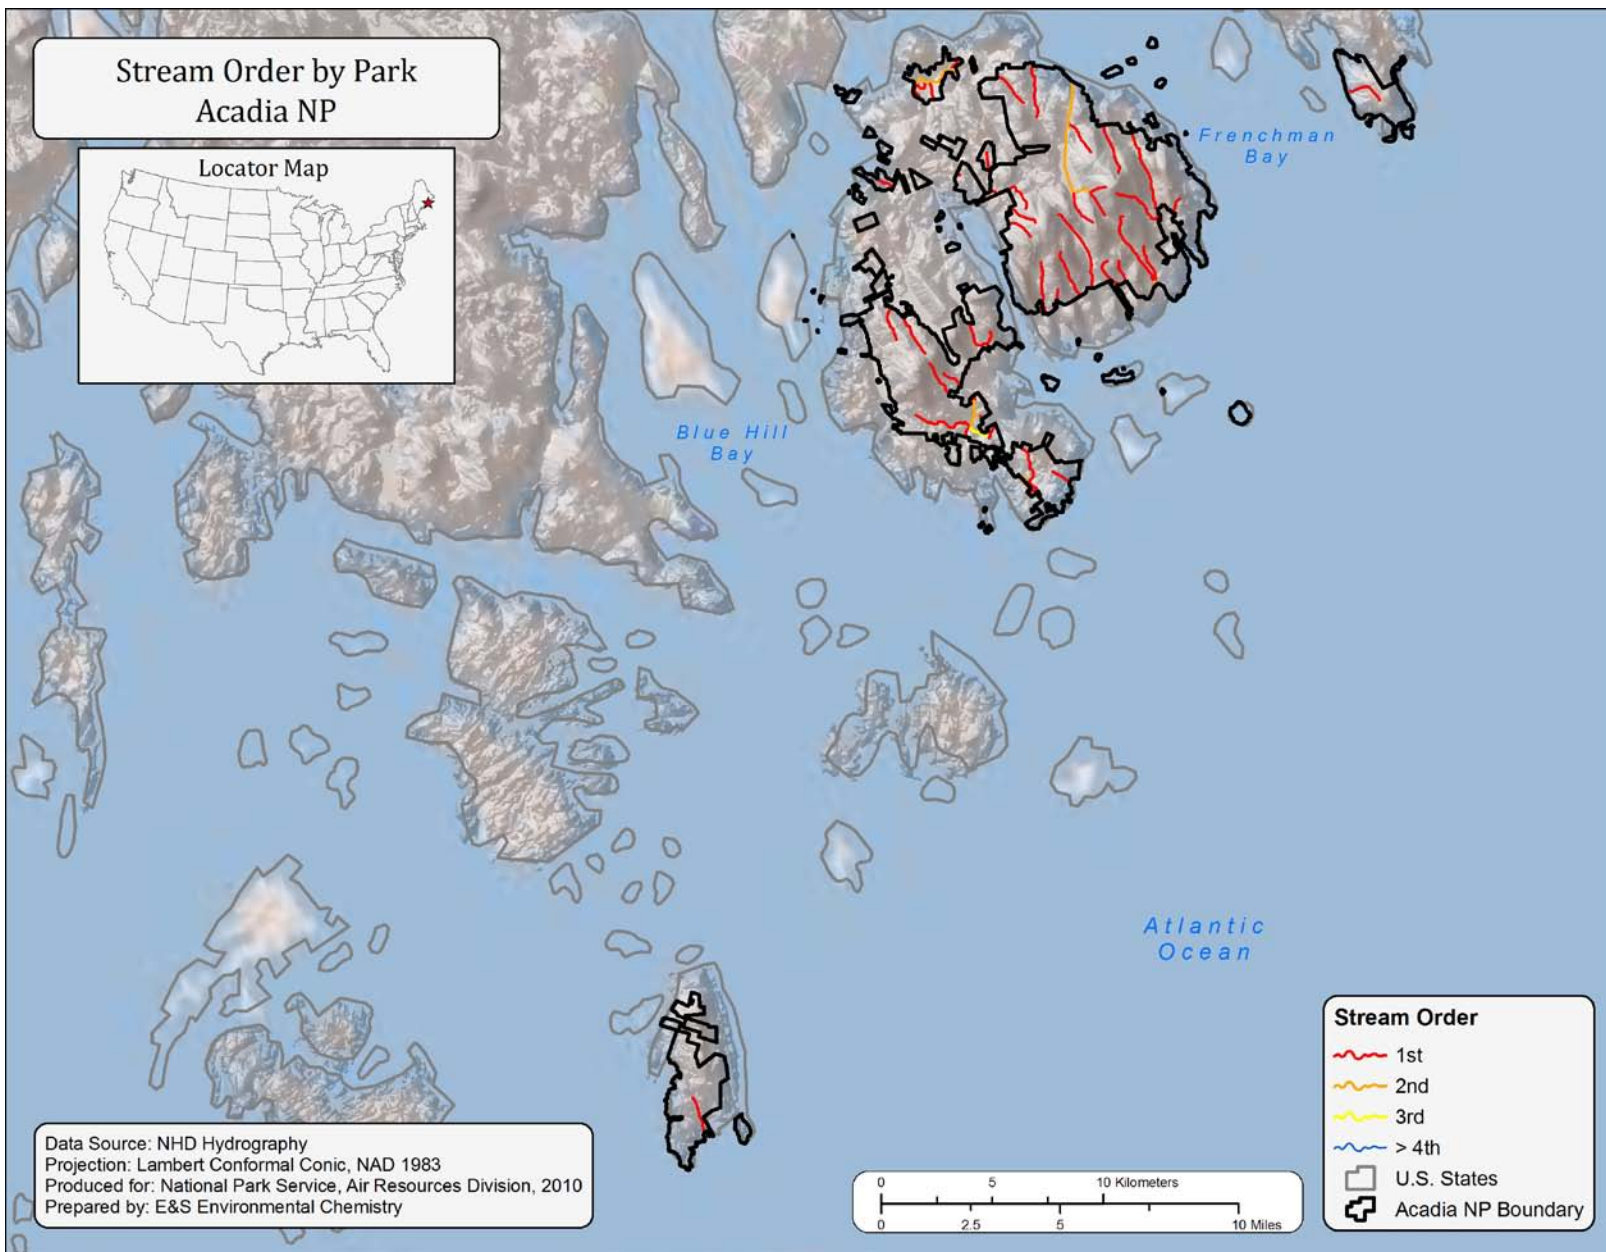 Stream Order by Park
Acadia NP
Locator Map
Frenchman
Bay
Blue Hill
Bay
Atlantic
Ocean
Stream Order
1st
2nd
3rd
> 4th
U.S. States
Acadia NP Boundary
Data Source: NHD Hydrography
Projection: Lambert Conformal Conic, NAD 1983
Produced for: National Park Service, Air Resources Division, 2010
Prepared by: E&S Environmental Chemistry
0 5 10 Kilometers
0 2.5 5 10 Miles